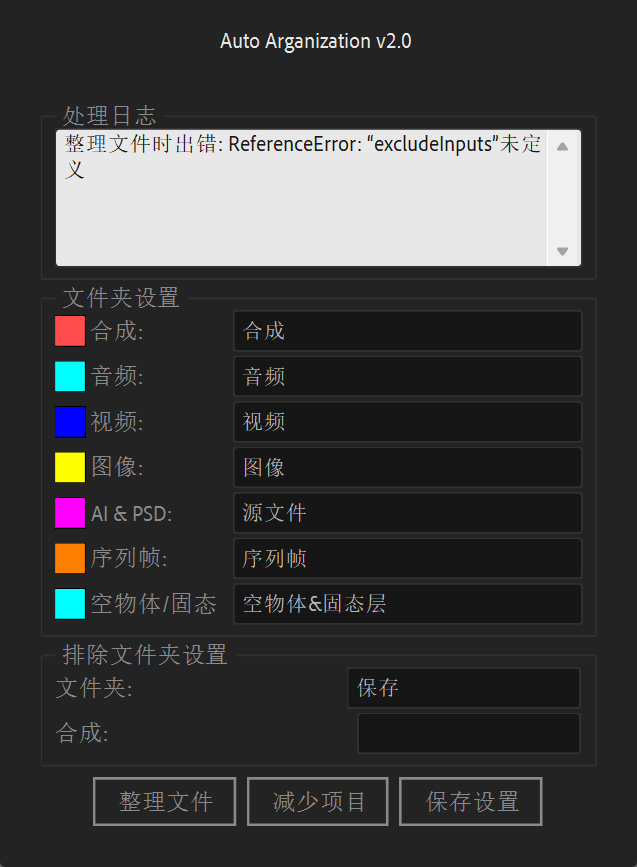 Auto Arganization v2.0
处理日志
整理文件时出错: ReferenceError: “excludeInputs”未定
义
文件夹设置
合成: 合成
音频: 音频
视频: 视频
图像: 图像
AI & PSD: 源文件
序列帧: 序列帧
空物体/固态 空物体&固态层
排除文件夹设置
文件夹: 保存
合成:
整理文件 减少项目 保存设置